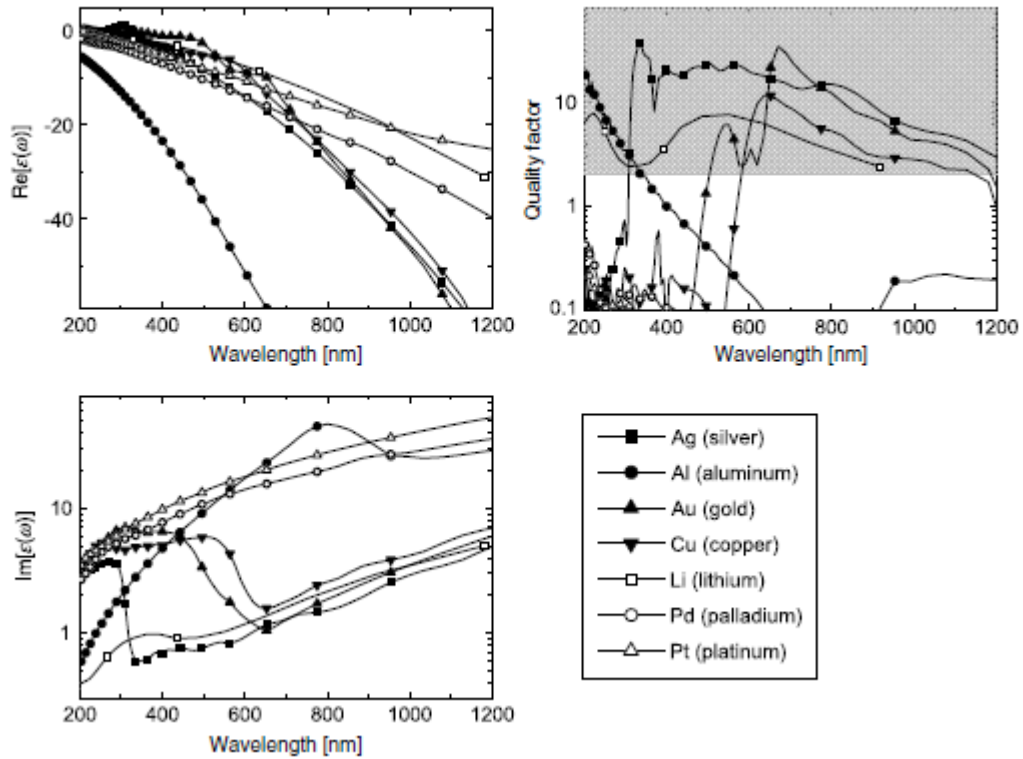 Re[ε(ω)]
0
-20
-40
200 400 600 800 1000 1200
Wavelength [nm]
Quality factor
10
1
0.1
200 400 600 800 1000 1200
Wavelength [nm]
Im[ε(ω)]
10
1
200 400 600 800 1000 1200
Wavelength [nm]
Ag (silver)
Al (aluminum)
Au (gold)
Cu (copper)
Li (lithium)
Pd (palladium)
Pt (platinum)